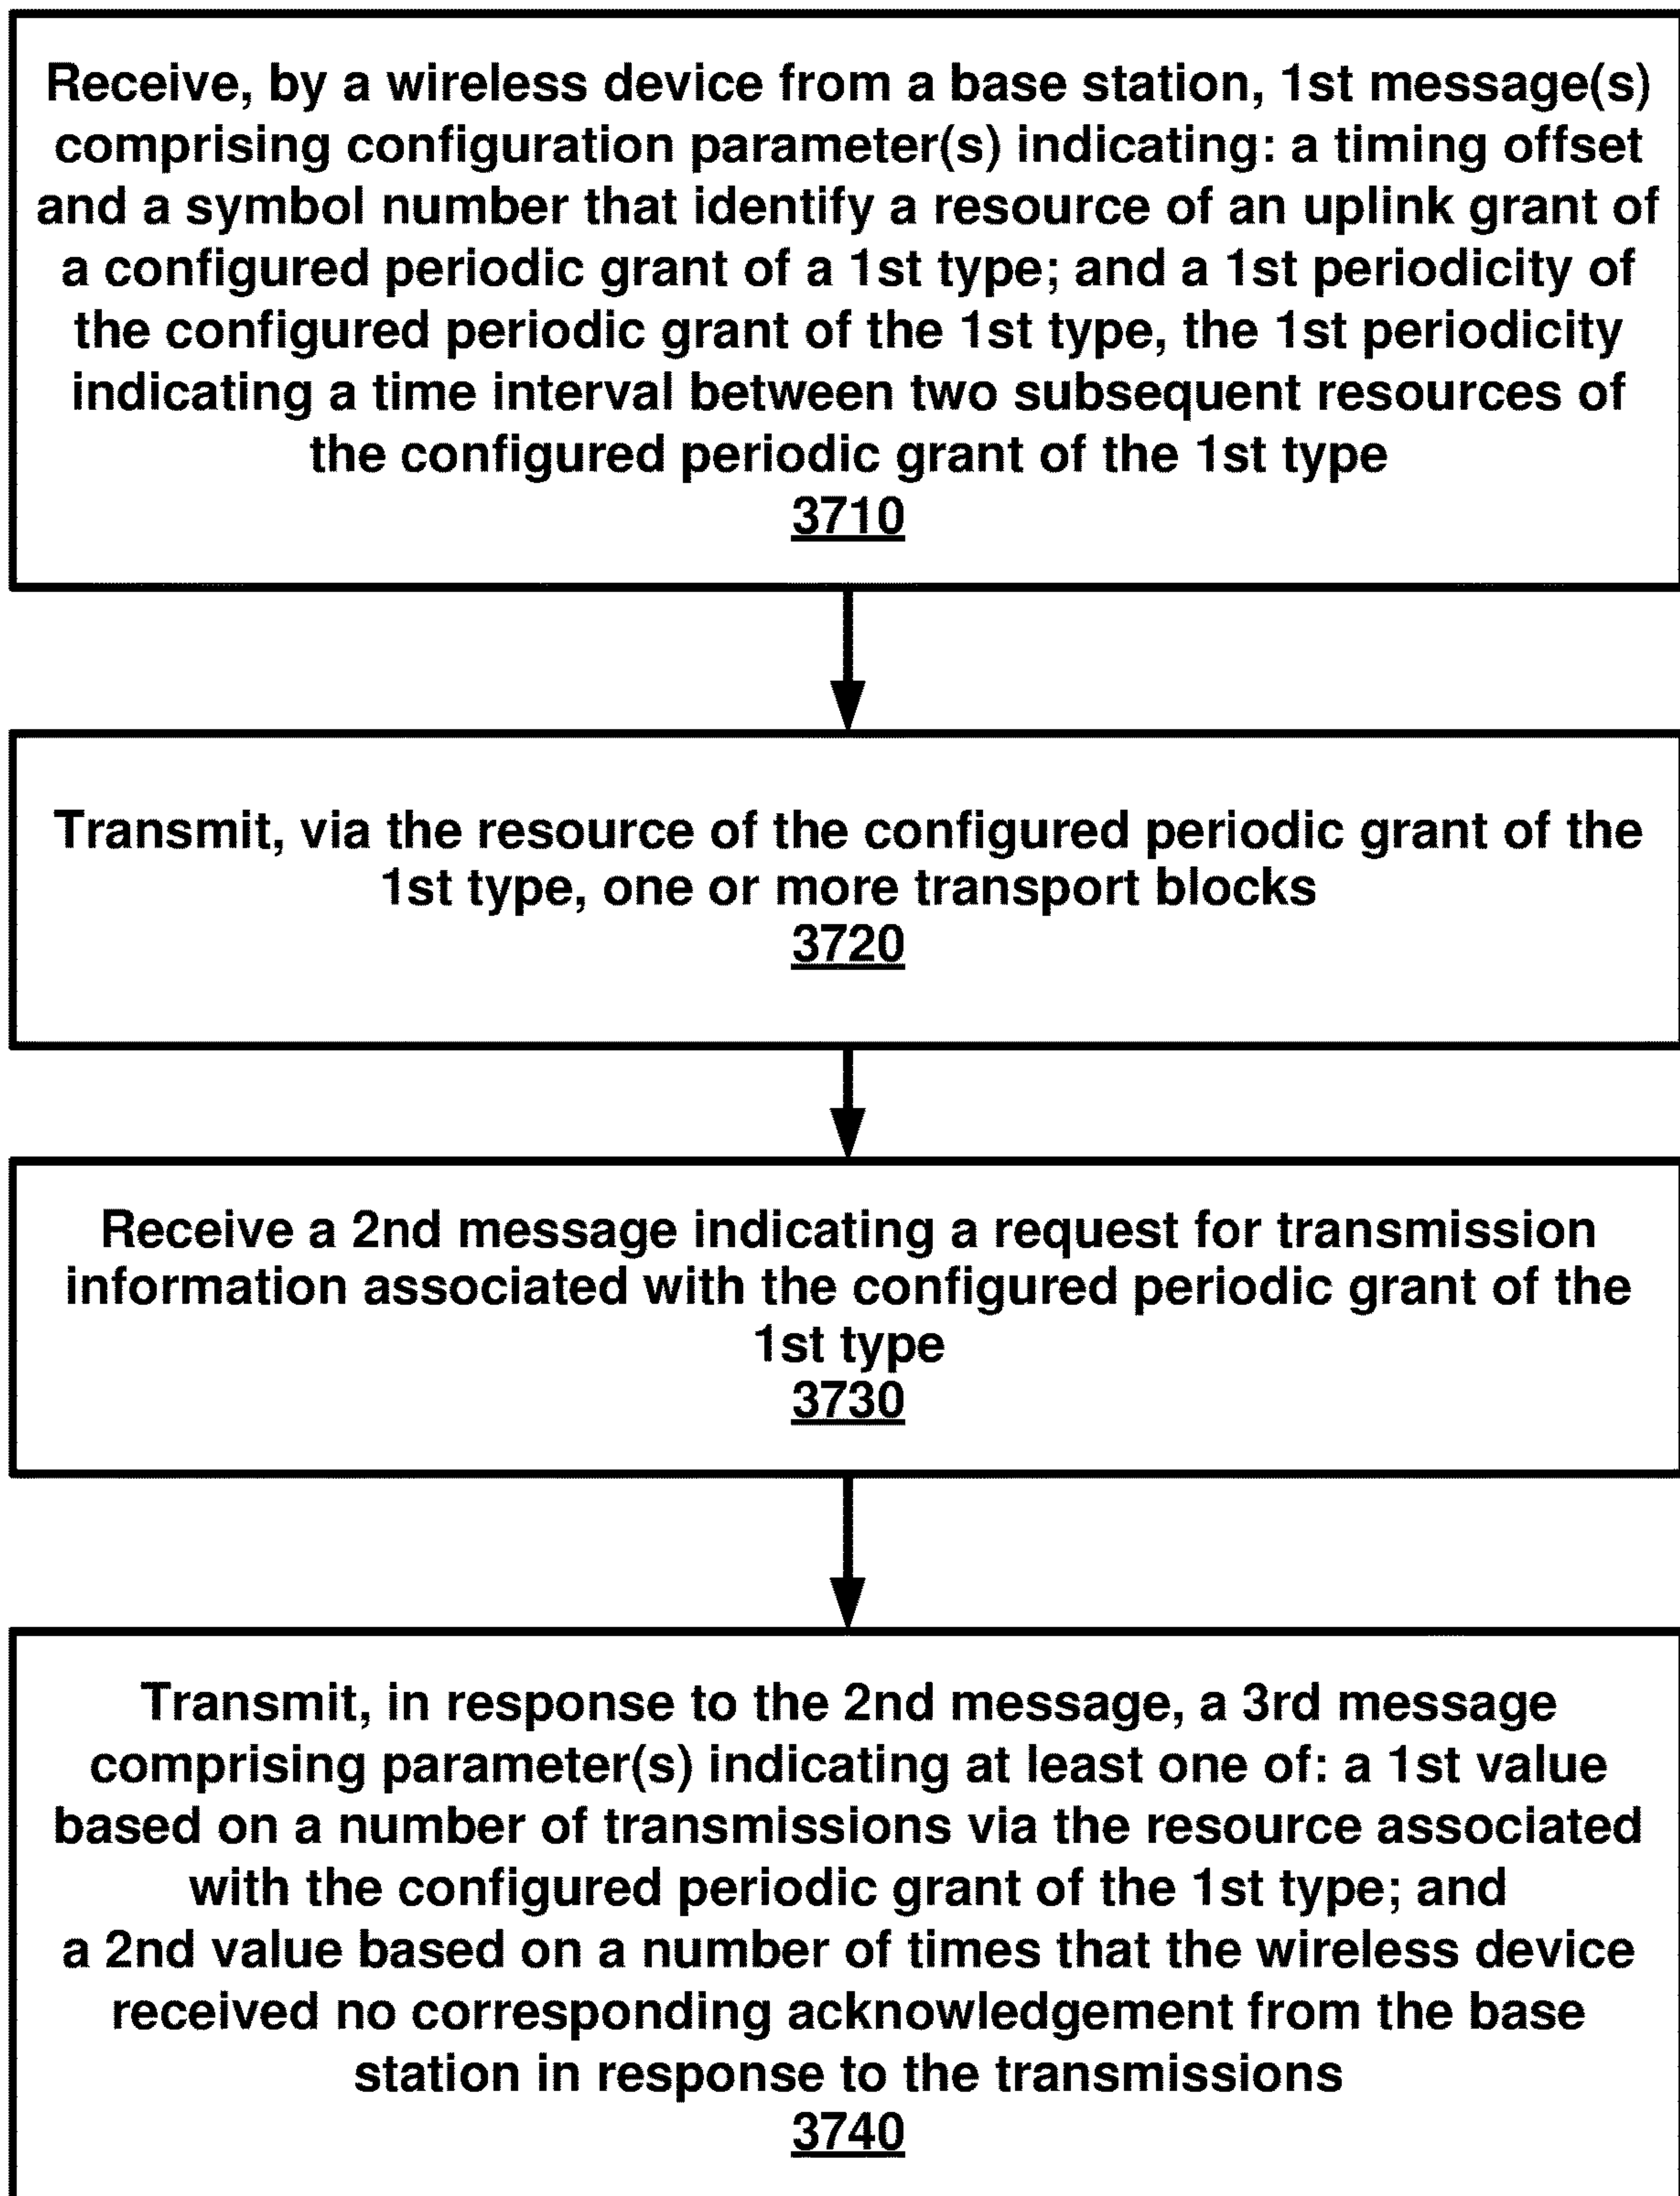 Receive, by a wireless device from a base station, 1st message(s)
comprising configuration parameter(s) indicating: a timing offset
and a symbol number that identify a resource of an uplink grant of
a configured periodic grant of a 1st type; and a 1st periodicity of
the configured periodic grant of the 1st type, the 1st periodicity
indicating a time interval between two subsequent resources of
the configured periodic grant of the 1st type
3710
Transmit, via the resource of the configured periodic grant of the
1st type, one or more transport blocks
3720
Receive a 2nd message indicating a request for transmission
information associated with the configured periodic grant of the
1st type
3730
Transmit, in response to the 2nd message, a 3rd message
comprising parameter(s) indicating at least one of: a 1st value
based on a number of transmissions via the resource associated
with the configured periodic grant of the 1st type; and
a 2nd value based on a number of times that the wireless device
received no corresponding acknowledgement from the base
station in response to the transmissions
3740